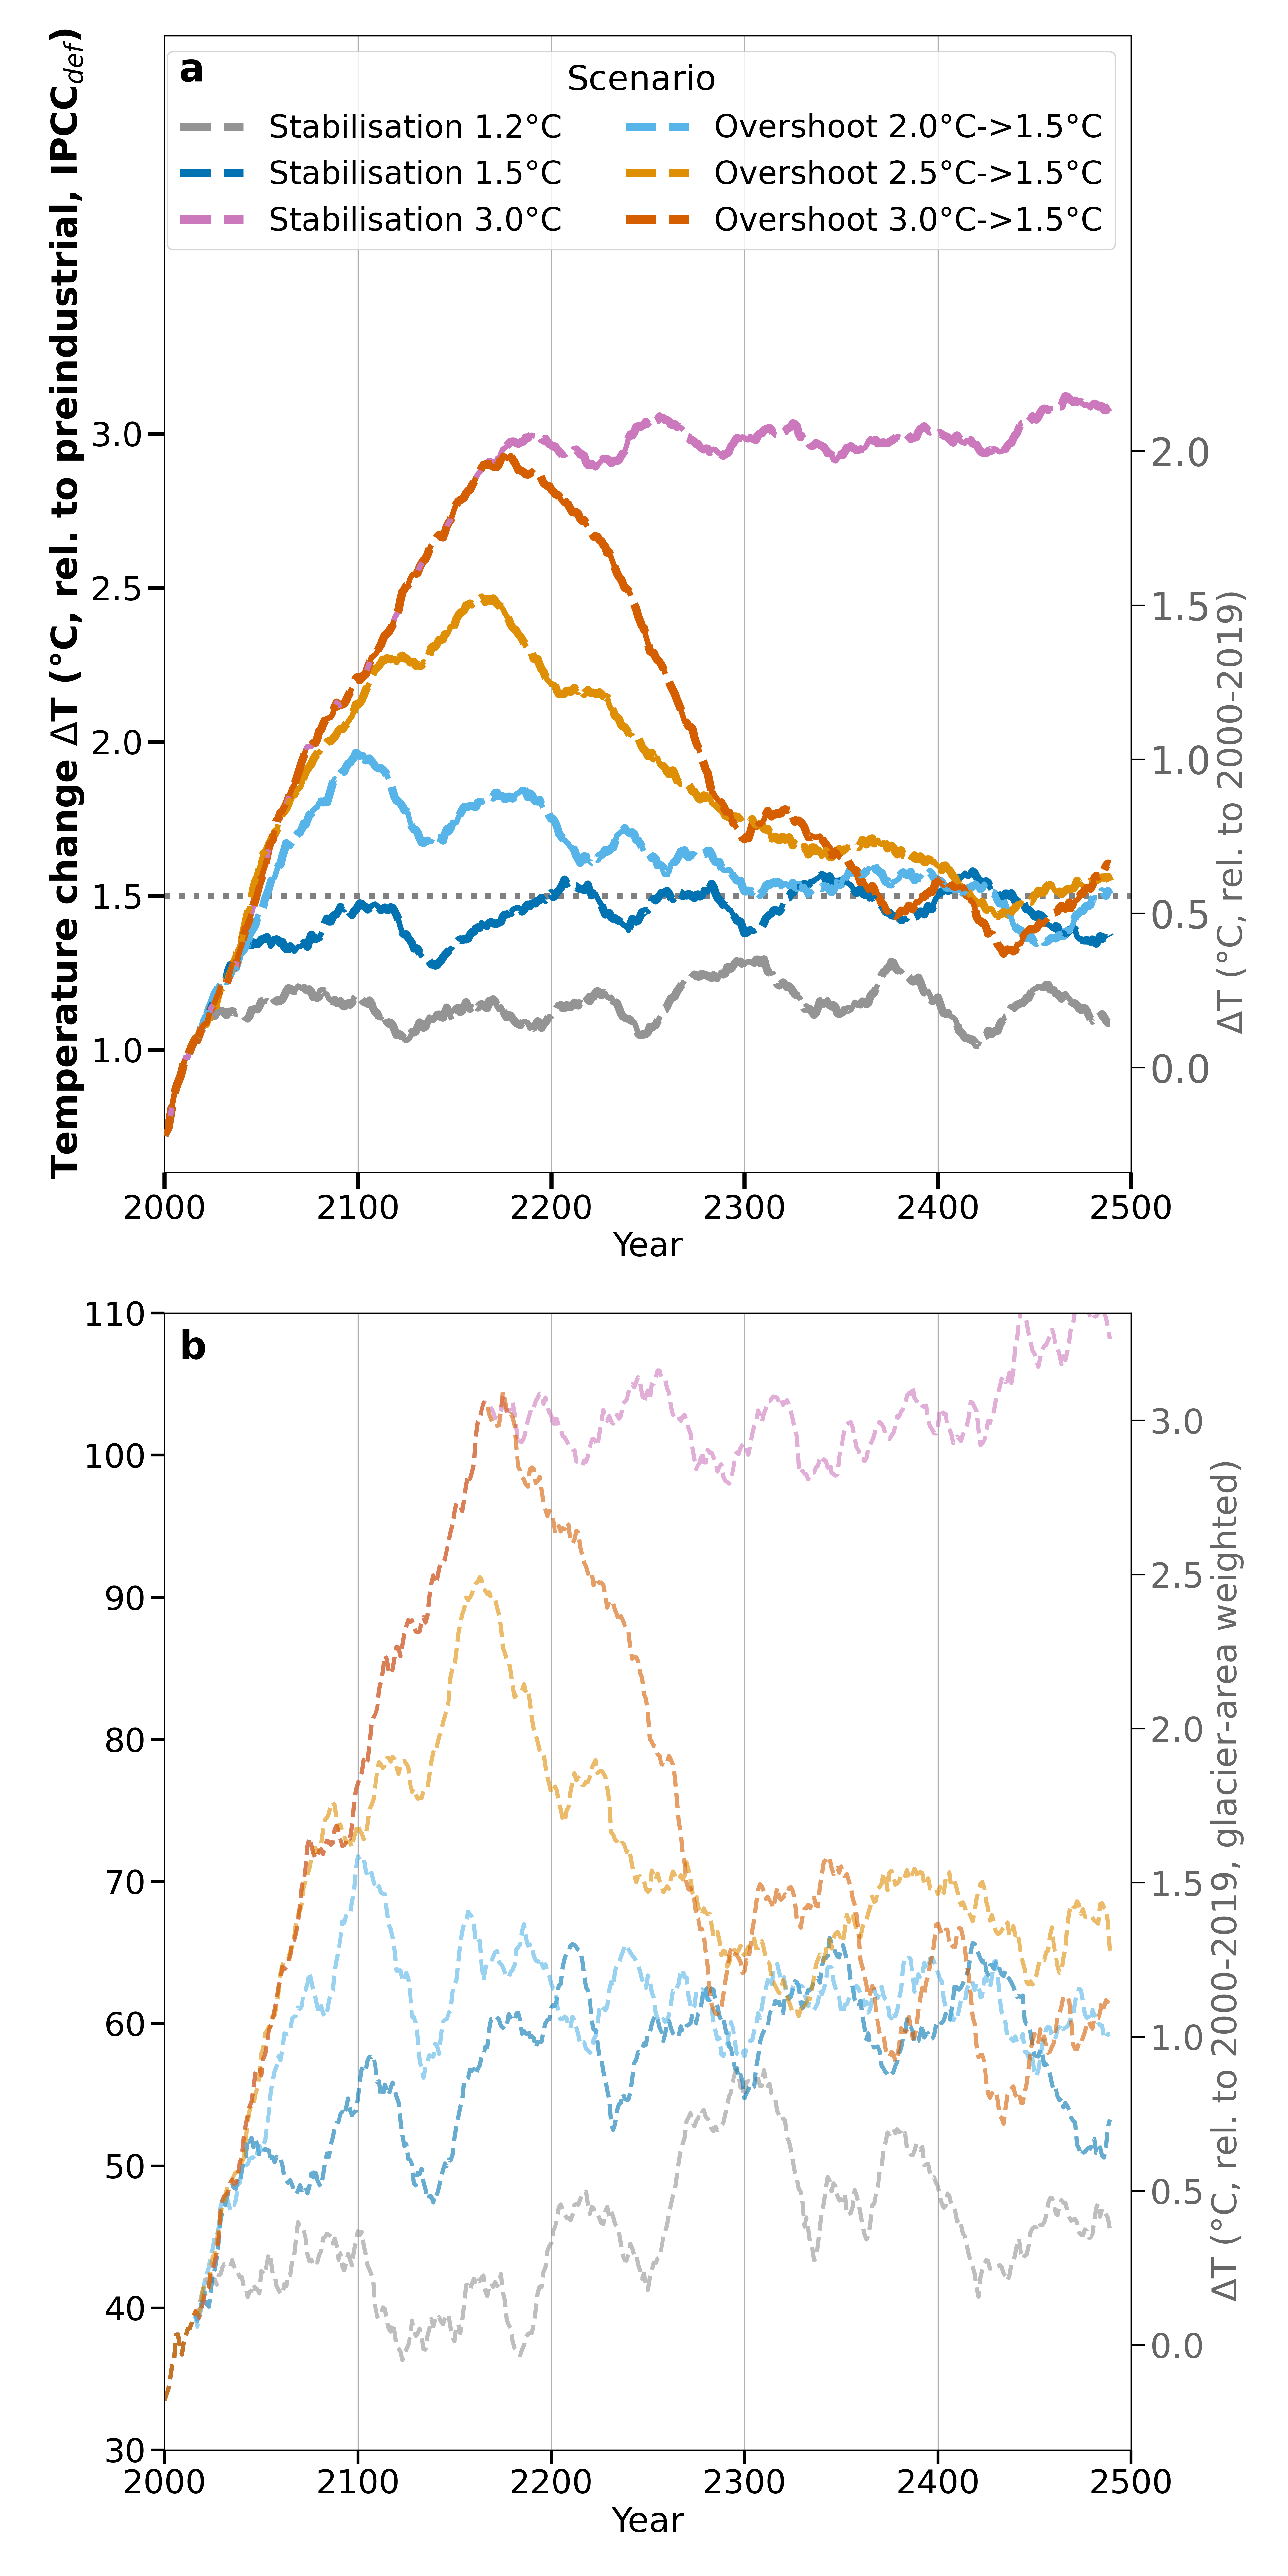 a
Scenario
Stabilisation 1.2°C
Stabilisation 1.5°C
Stabilisation 3.0°C
Overshoot 2.0°C->1.5°C
Overshoot 2.5°C->1.5°C
Overshoot 3.0°C->1.5°C
Temperature change ΔT (°C, rel. to preindustrial, IPCCdef)
3.0
2.5
2.0
1.5
1.0
2.0
1.5
1.0
0.5
0.0
ΔT (°C, rel. to 2000-2019)
2000 2100 2200 2300 2400 2500
Year
b
110
100
90
80
70
60
50
40
30
3.0
2.5
2.0
1.5
1.0
0.5
0.0
ΔT (°C, rel. to 2000-2019, glacier-area weighted)
2000 2100 2200 2300 2400 2500
Year